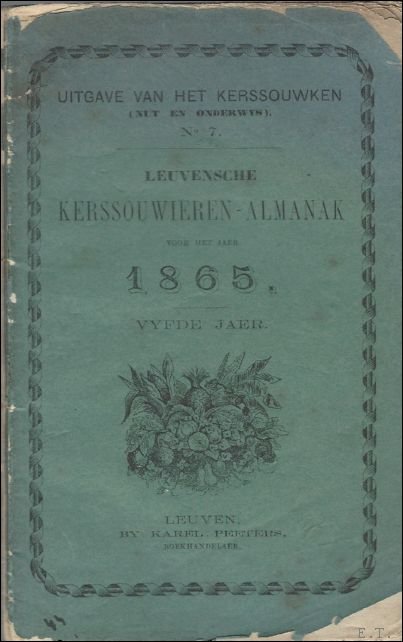 UITGAVE VAN HET KERSSOUWKEN
(NUT EN ONDERWYS).
No 7.
LEUVENSCHE
KERSSOUWIEREN-ALMANAK
VOOR HET JAER
1865.
VYFDE JAER.
LEUVEN,
BY KAREL PEETERS,
BOEKHANDELAER.
E.T.